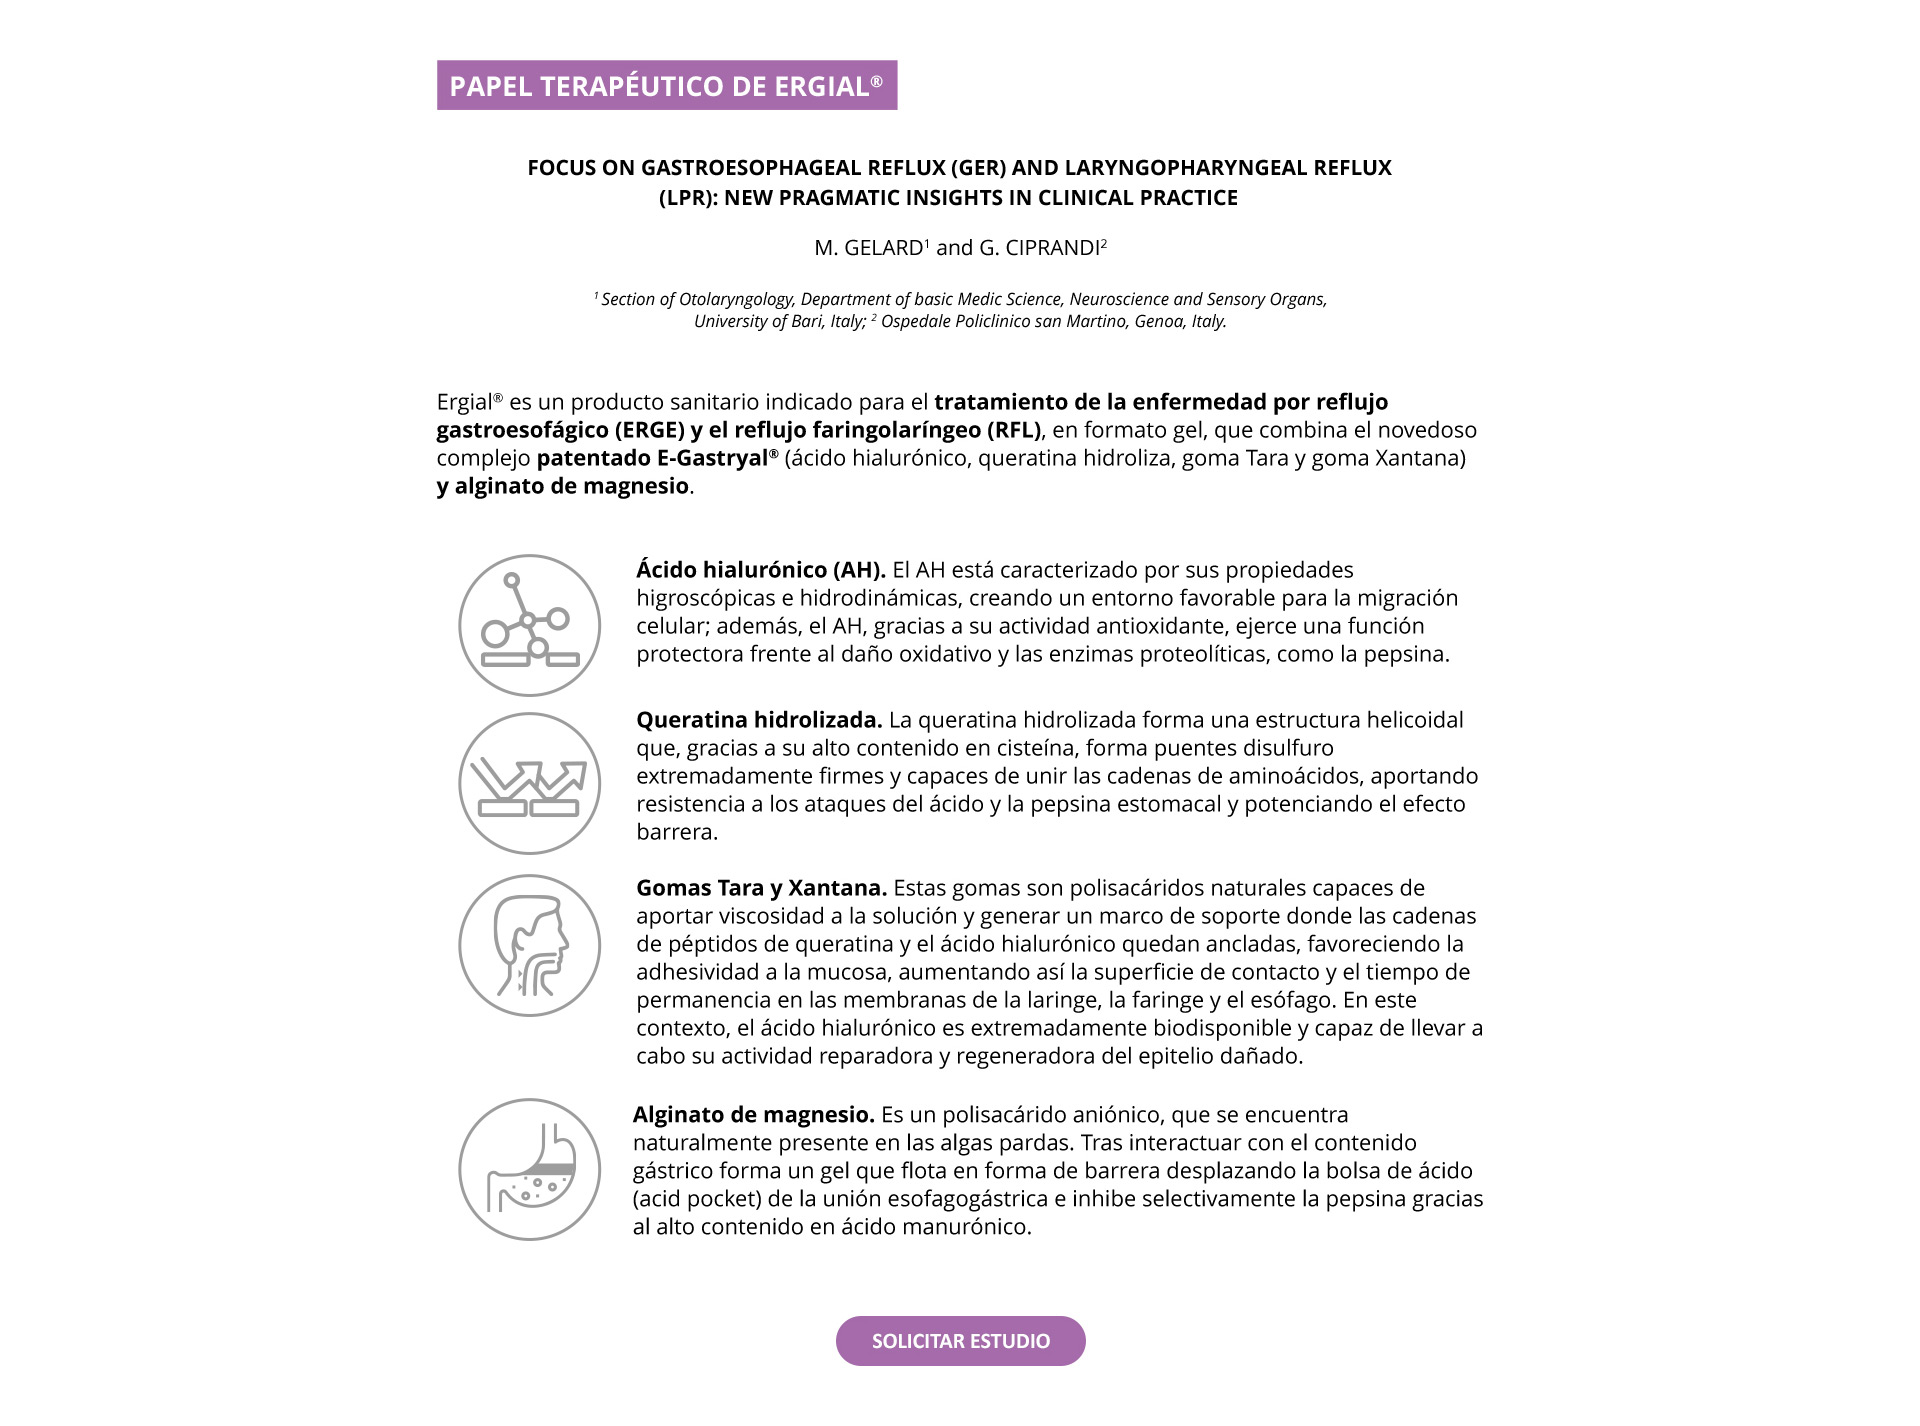 PAPEL TERAPÉUTICO DE ERGIAL®
FOCUS ON GASTROESOPHAGEAL REFLUX (GER) AND LARYNGOPHARYNGEAL REFLUX
(LPR): NEW PRAGMATIC INSIGHTS IN CLINICAL PRACTICE
M. GELARD¹ and G. CIPRANDI²
¹ Section of Otolaryngology, Department of basic Medic Science, Neuroscience and Sensory Organs,
University of Bari, Italy; ² Ospedale Policlinico san Martino, Genoa, Italy.
Ergial® es un producto sanitario indicado para el tratamiento de la enfermedad por reflujo
gastroesofágico (ERGE) y el reflujo faringolaríngeo (RFL), en formato gel, que combina el novedoso
complejo patentado E-Gastryal® (ácido hialurónico, queratina hidroliza, goma Tara y goma Xantana)
y alginato de magnesio.
Ácido hialurónico (AH). El AH está caracterizado por sus propiedades
higroscópicas e hidrodinámicas, creando un entorno favorable para la migración
celular; además, el AH, gracias a su actividad antioxidante, ejerce una función
protectora frente al daño oxidativo y las enzimas proteolíticas, como la pepsina.
Queratina hidrolizada. La queratina hidrolizada forma una estructura helicoidal
que, gracias a su alto contenido en cisteína, forma puentes disulfuro
extremadamente firmes y capaces de unir las cadenas de aminoácidos, aportando
resistencia a los ataques del ácido y la pepsina estomacal y potenciando el efecto
barrera.
Gomas Tara y Xantana. Estas gomas son polisacáridos naturales capaces de
aportar viscosidad a la solución y generar un marco de soporte donde las cadenas
de péptidos de queratina y el ácido hialurónico quedan ancladas, favoreciendo la
adhesividad a la mucosa, aumentando así la superficie de contacto y el tiempo de
permanencia en las membranas de la laringe, la faringe y el esófago. En este
contexto, el ácido hialurónico es extremadamente biodisponible y capaz de llevar a
cabo su actividad reparadora y regeneradora del epitelio dañado.
Alginato de magnesio. Es un polisacárido aniónico, que se encuentra
naturalmente presente en las algas pardas. Tras interactuar con el contenido
gástrico forma un gel que flota en forma de barrera desplazando la bolsa de ácido
(acid pocket) de la unión esofagogástrica e inhibe selectivamente la pepsina gracias
al alto contenido en ácido manurónico.
SOLICITAR ESTUDIO